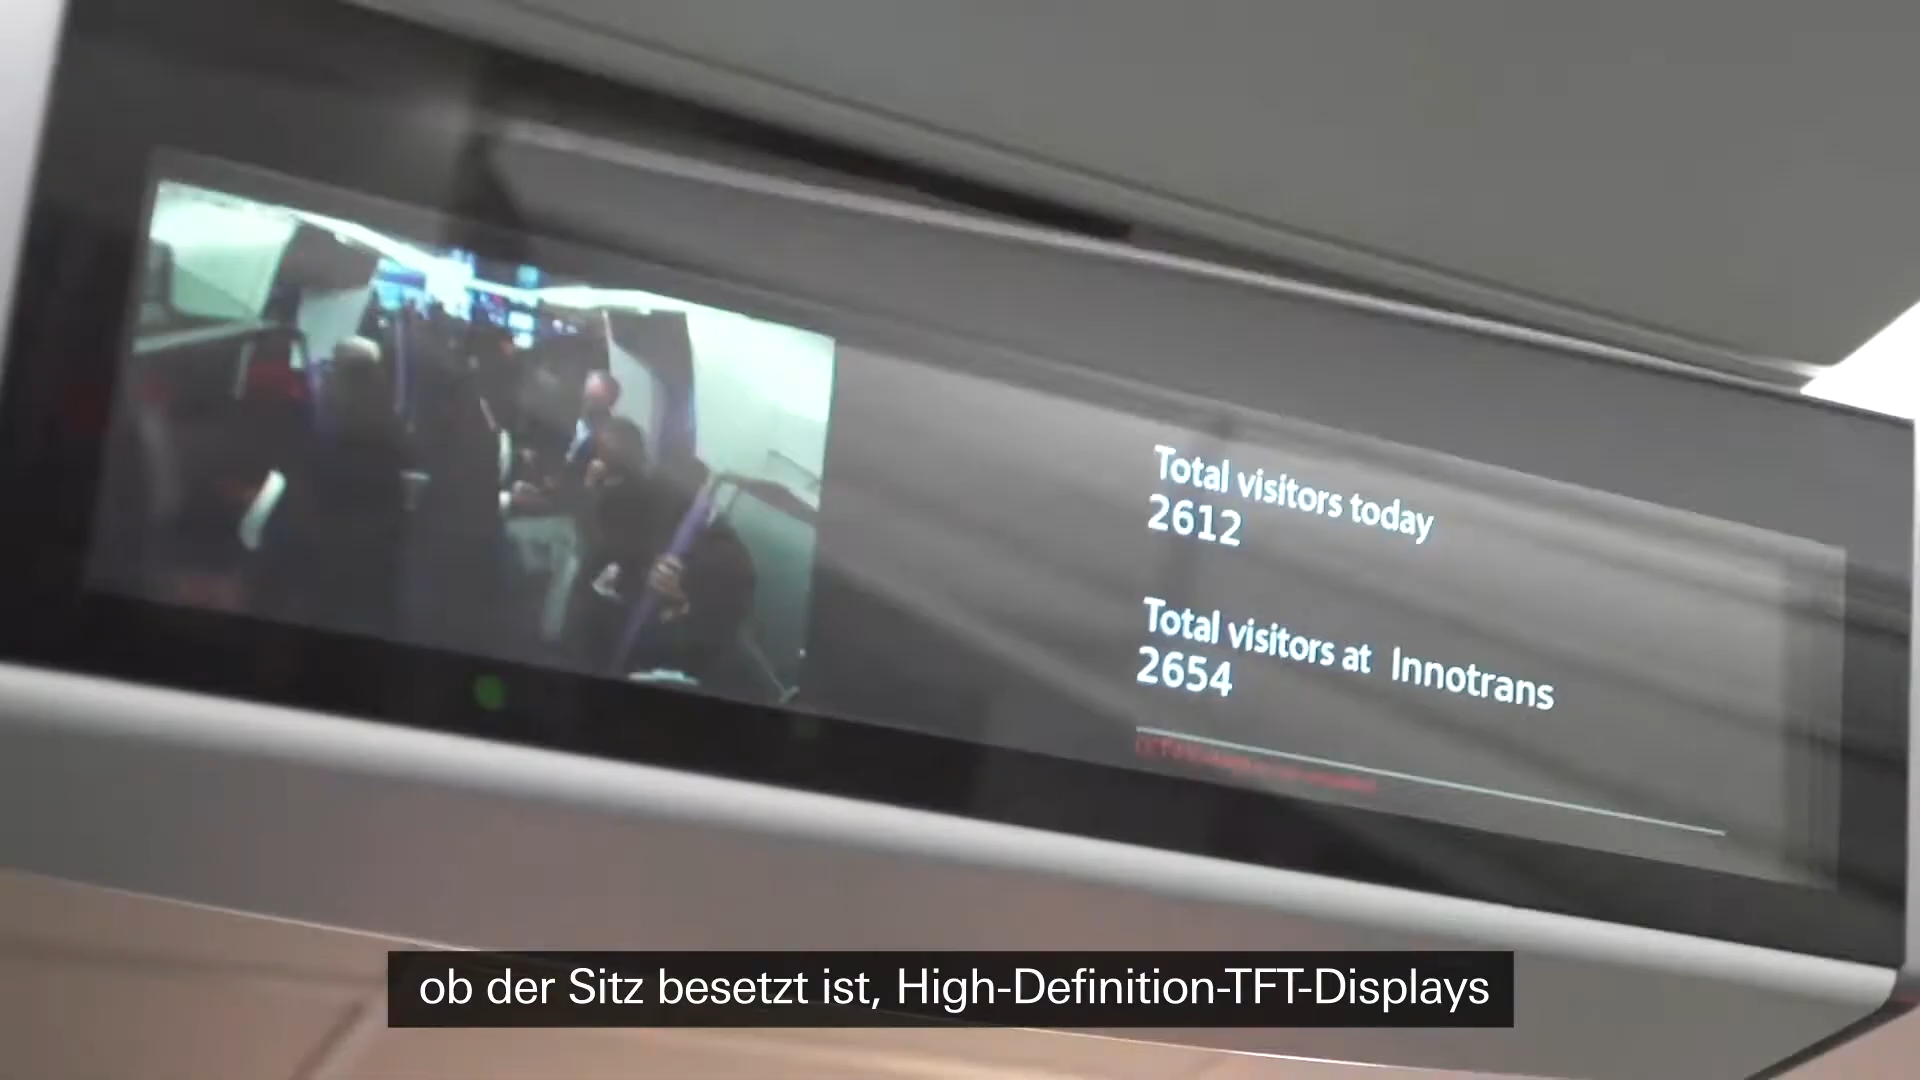 Total visitors today
2612
Total visitors at Innotrans
2654
ob der Sitz besetzt ist, High-Definition-TFT-Displays